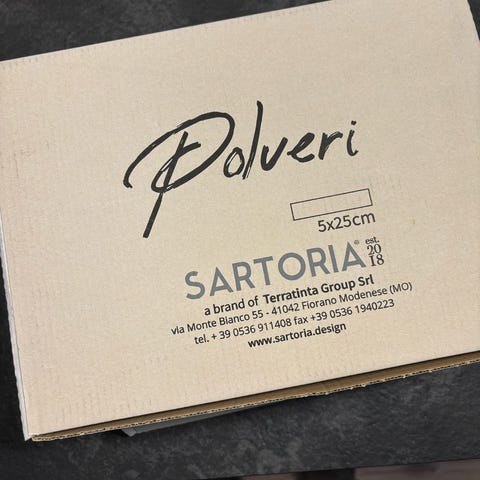 Polveri
5x25cm
SARTORIA® est. 2018
a brand of Terratinta Group Srl
via Monte Bianco 55 - 41042 Fiorano Modenese (MO)
tel. + 39 0536 911408 fax +39 0536 1940223
www.sartoria.design